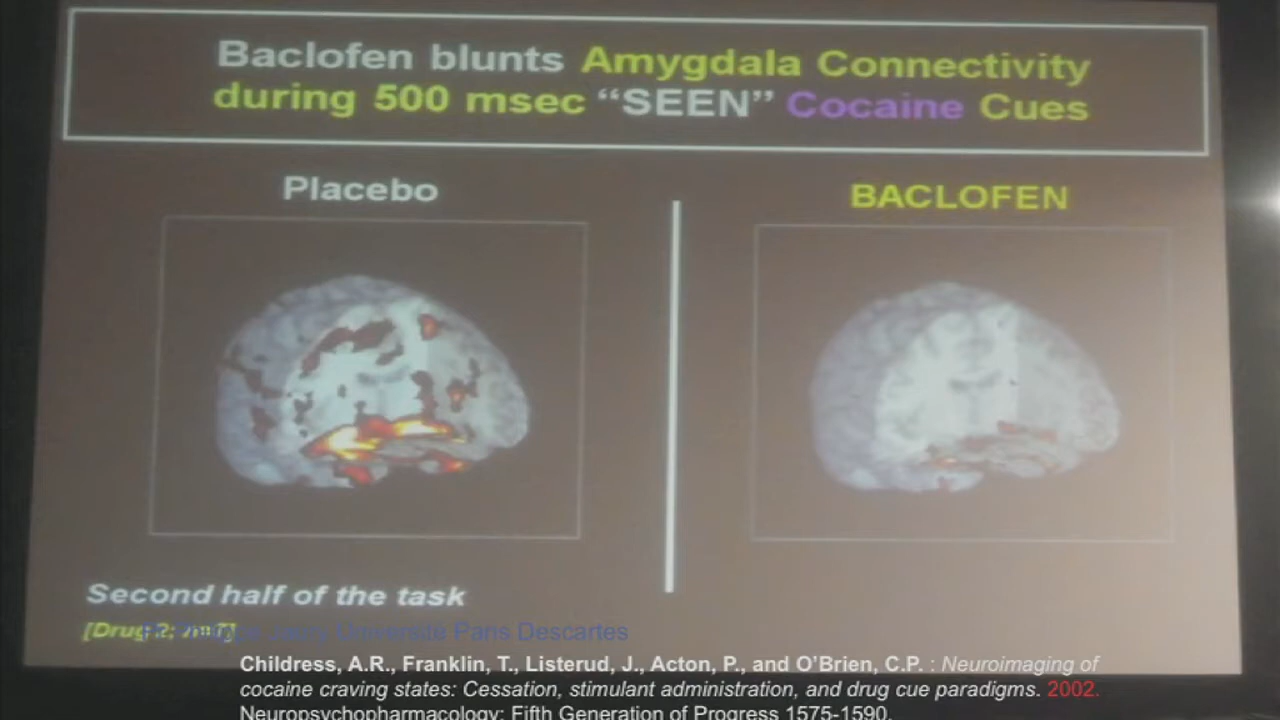 Baclofen blunts Amygdala Connectivity
during 500 msec “SEEN” Cocaine Cues
Placebo
BACLOFEN
Second half of the task
[Drug
Université Paris Descartes
Childress, A.R., Franklin, T., Listerud, J., Acton, P., and O’Brien, C.P. : Neuroimaging of
cocaine craving states: Cessation, stimulant administration, and drug cue paradigms. 2002.
Neuropsychopharmacology: Fifth Generation of Progress 1575-1590.